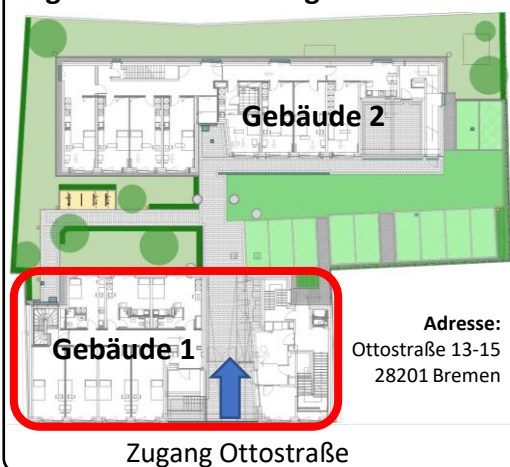 Gebäude 2
Gebäude 1
Adresse:
Ottostraße 13-15
28201 Bremen
Zugang Ottostraße